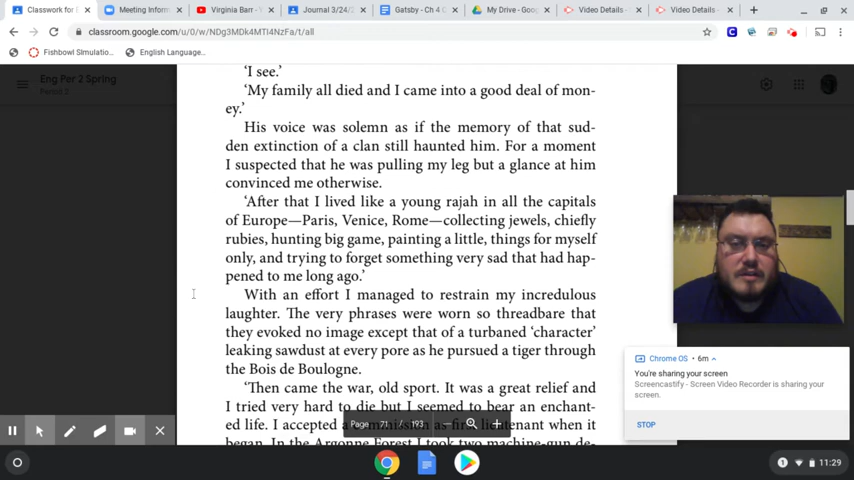 Classwork for E
Meeting Inform
Virginia Barr - 
Journal 3/24/2
Gatsby - Ch 4 C
My Drive - Goog
Video Details -
Video Details -
classroom.google.com/u/0/w/NDg3MDk4MTI4NzFa/t/all
Fishbowl SImulatio...
English Language...
Eng Per 2 Spring
Period 2
'I see.'
'My family all died and I came into a good deal of mon-
ey.'
His voice was solemn as if the memory of that sud-
den extinction of a clan still haunted him. For a moment
I suspected that he was pulling my leg but a glance at him
convinced me otherwise.
'After that I lived like a young rajah in all the capitals
of Europe—Paris, Venice, Rome—collecting jewels, chiefly
rubies, hunting big game, painting a little, things for myself
only, and trying to forget something very sad that had hap-
pened to me long ago.'
With an effort I managed to restrain my incredulous
laughter. The very phrases were worn so threadbare that
they evoked no image except that of a turbaned 'character'
leaking sawdust at every pore as he pursued a tiger through
the Bois de Boulogne.
'Then came the war, old sport. It was a great relief and
I tried very hard to die but I seemed to bear an enchant-
ed life. I accepted a commission as first lieutenant when it
began. In the Argonne Forest I took two machine-gun de-
Page 71 / 193
Chrome OS • 6m
You're sharing your screen
Screencastify - Screen Video Recorder is sharing your
screen.
STOP
1
11:29